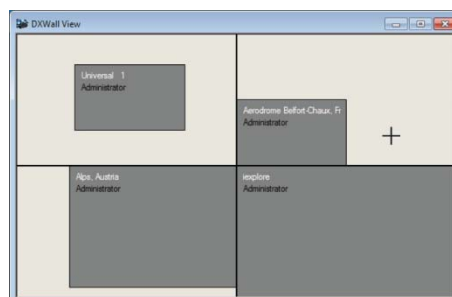 DXWall View
Universal 1
Administrator
Aerodrome Belfort-Chaux, Fr
Administrator
Alps, Austria
Administrator
iexplore
Administrator